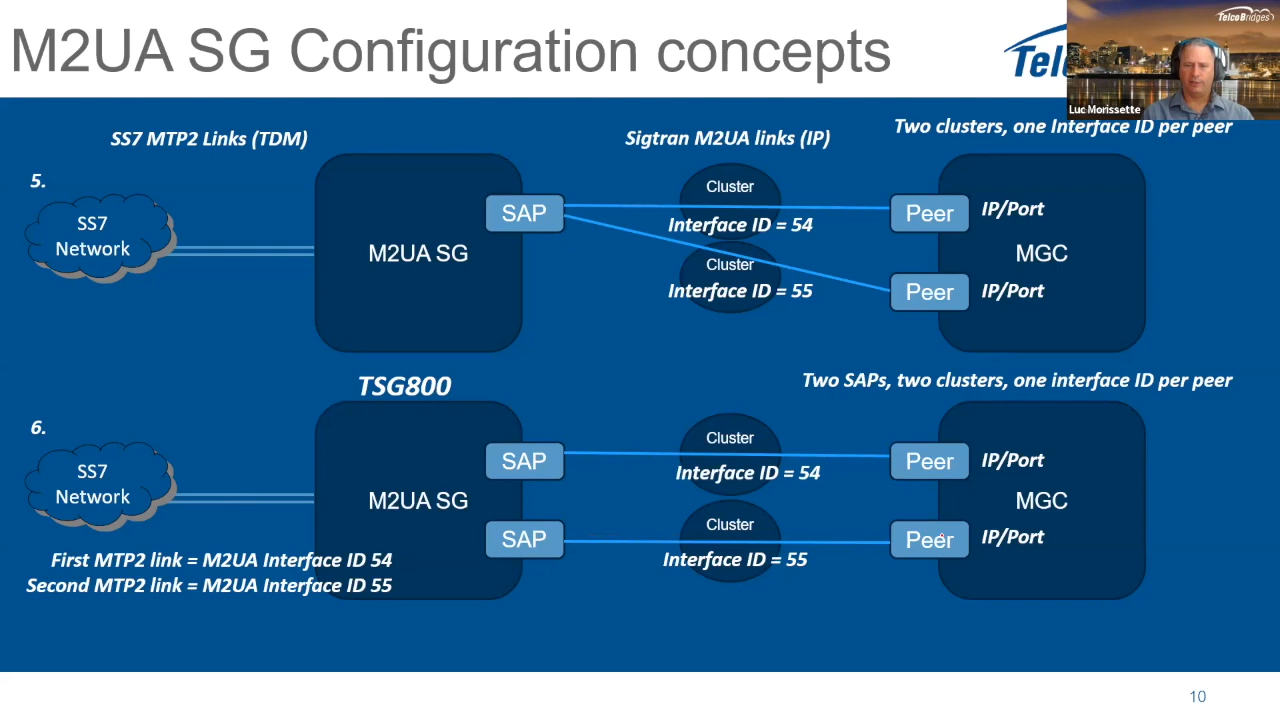 M2UA SG Configuration concepts
TelcoBridges
Luc Morissette
SS7 MTP2 Links (TDM)
Sigtran M2UA links (IP)
Two clusters, one Interface ID per peer
5.
SS7
Network
M2UA SG
SAP
Cluster
Interface ID = 54
Cluster
Interface ID = 55
Peer
IP/Port
MGC
Peer
IP/Port
TSG800
Two SAPs, two clusters, one interface ID per peer
6.
SS7
Network
M2UA SG
SAP
SAP
Cluster
Interface ID = 54
Cluster
Interface ID = 55
Peer
IP/Port
MGC
Peer
IP/Port
First MTP2 link = M2UA Interface ID 54
Second MTP2 link = M2UA Interface ID 55
10